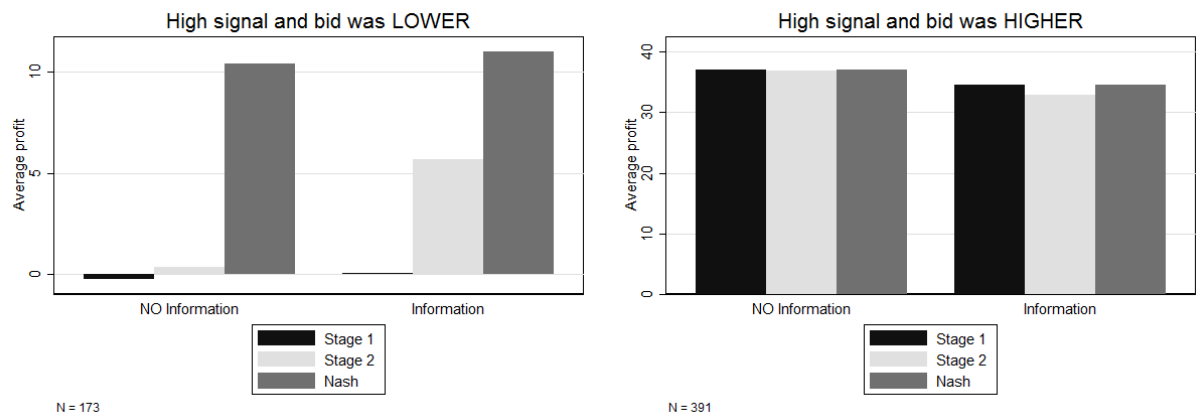 High signal and bid was LOWER
Average profit
10
5
0
NO Information
Information
Stage 1
Stage 2
Nash
N = 173
High signal and bid was HIGHER
Average profit
40
30
20
10
0
NO Information
Information
Stage 1
Stage 2
Nash
N = 391